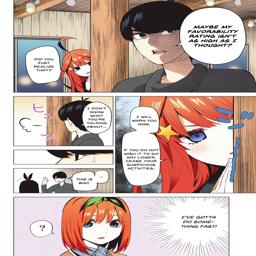 MAYBE MY
FAVORABILITY
RATING ISN'T
AS HIGH AS I
THOUGHT?
DID YOU
JUST
REALIZE
THAT?
I DON'T
KNOW
WHAT
YOU'RE
TALKING
ABOUT...
I WILL
WARN YOU
NOW.
IF YOU DO NOT
WISH IT TO GO
ANY LOWER,
CEASE YOUR
SUSPICIOUS
ACTIVITIES.
THIS IS
BAD!
...
?
I'VE GOTTA
DO SOME-
THING FAST!